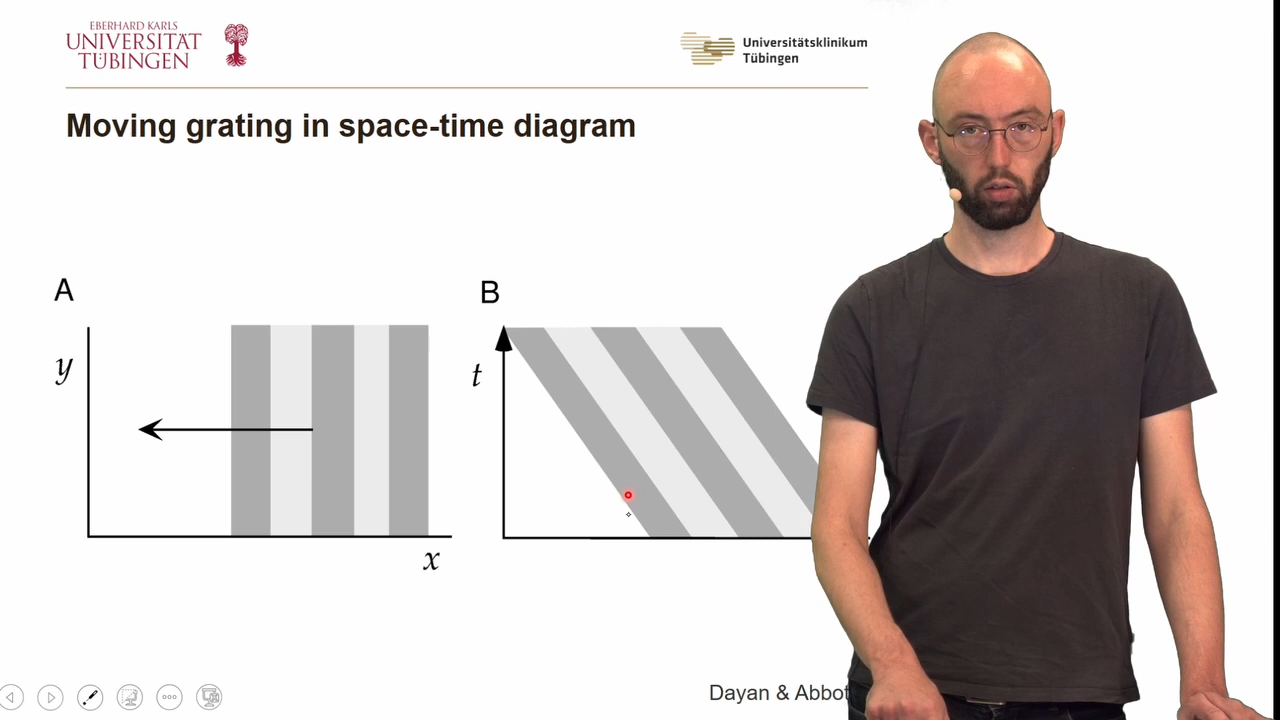 EBERHARD KARLS
UNIVERSITÄT
TÜBINGEN
Universitätsklinikum
Tübingen
Moving grating in space-time diagram
A
B
y
t
x
Dayan & Abbot